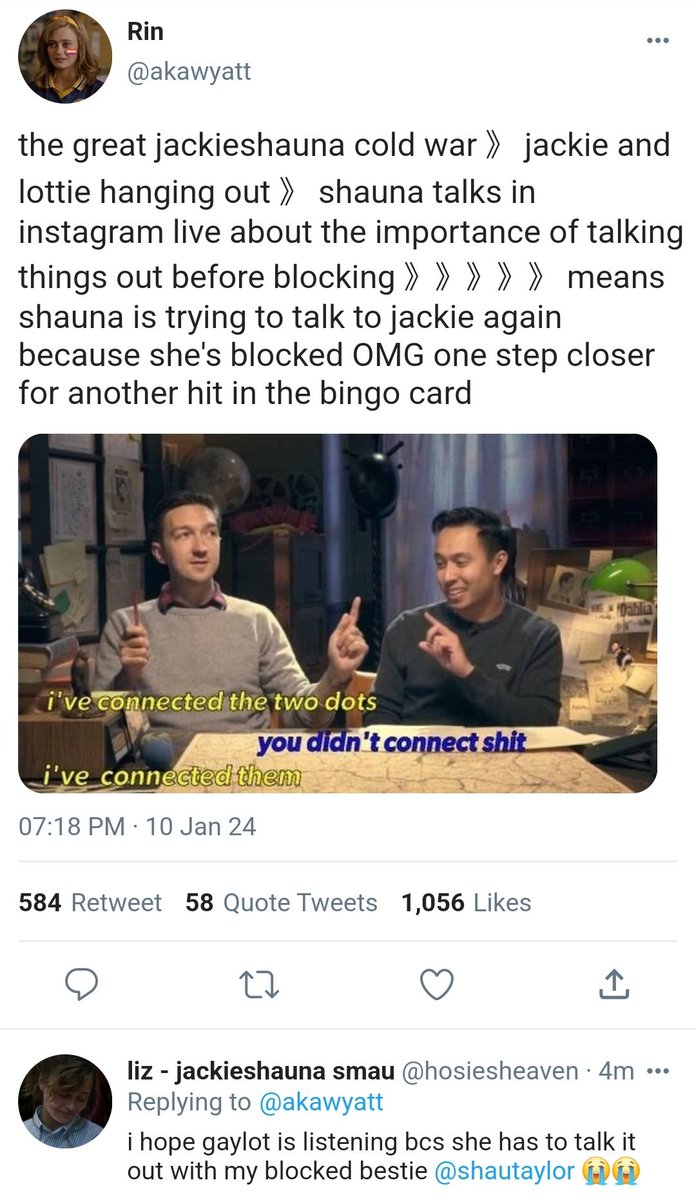 Rin
@akawyatt
the great jackieshauna cold war 》 jackie and
lottie hanging out 》 shauna talks in
instagram live about the importance of talking
things out before blocking 》》》》》 means
shauna is trying to talk to jackie again
because she's blocked OMG one step closer
for another hit in the bingo card
Dahlia
i've connected the two dots
you didn't connect shit
i've connected them
07:18 PM · 10 Jan 24
584 Retweet 58 Quote Tweets 1,056 Likes
liz - jackieshauna smau @hosiesheaven · 4m
Replying to @akawyatt
i hope gaylot is listening bcs she has to talk it
out with my blocked bestie @shautaylor 😭😭